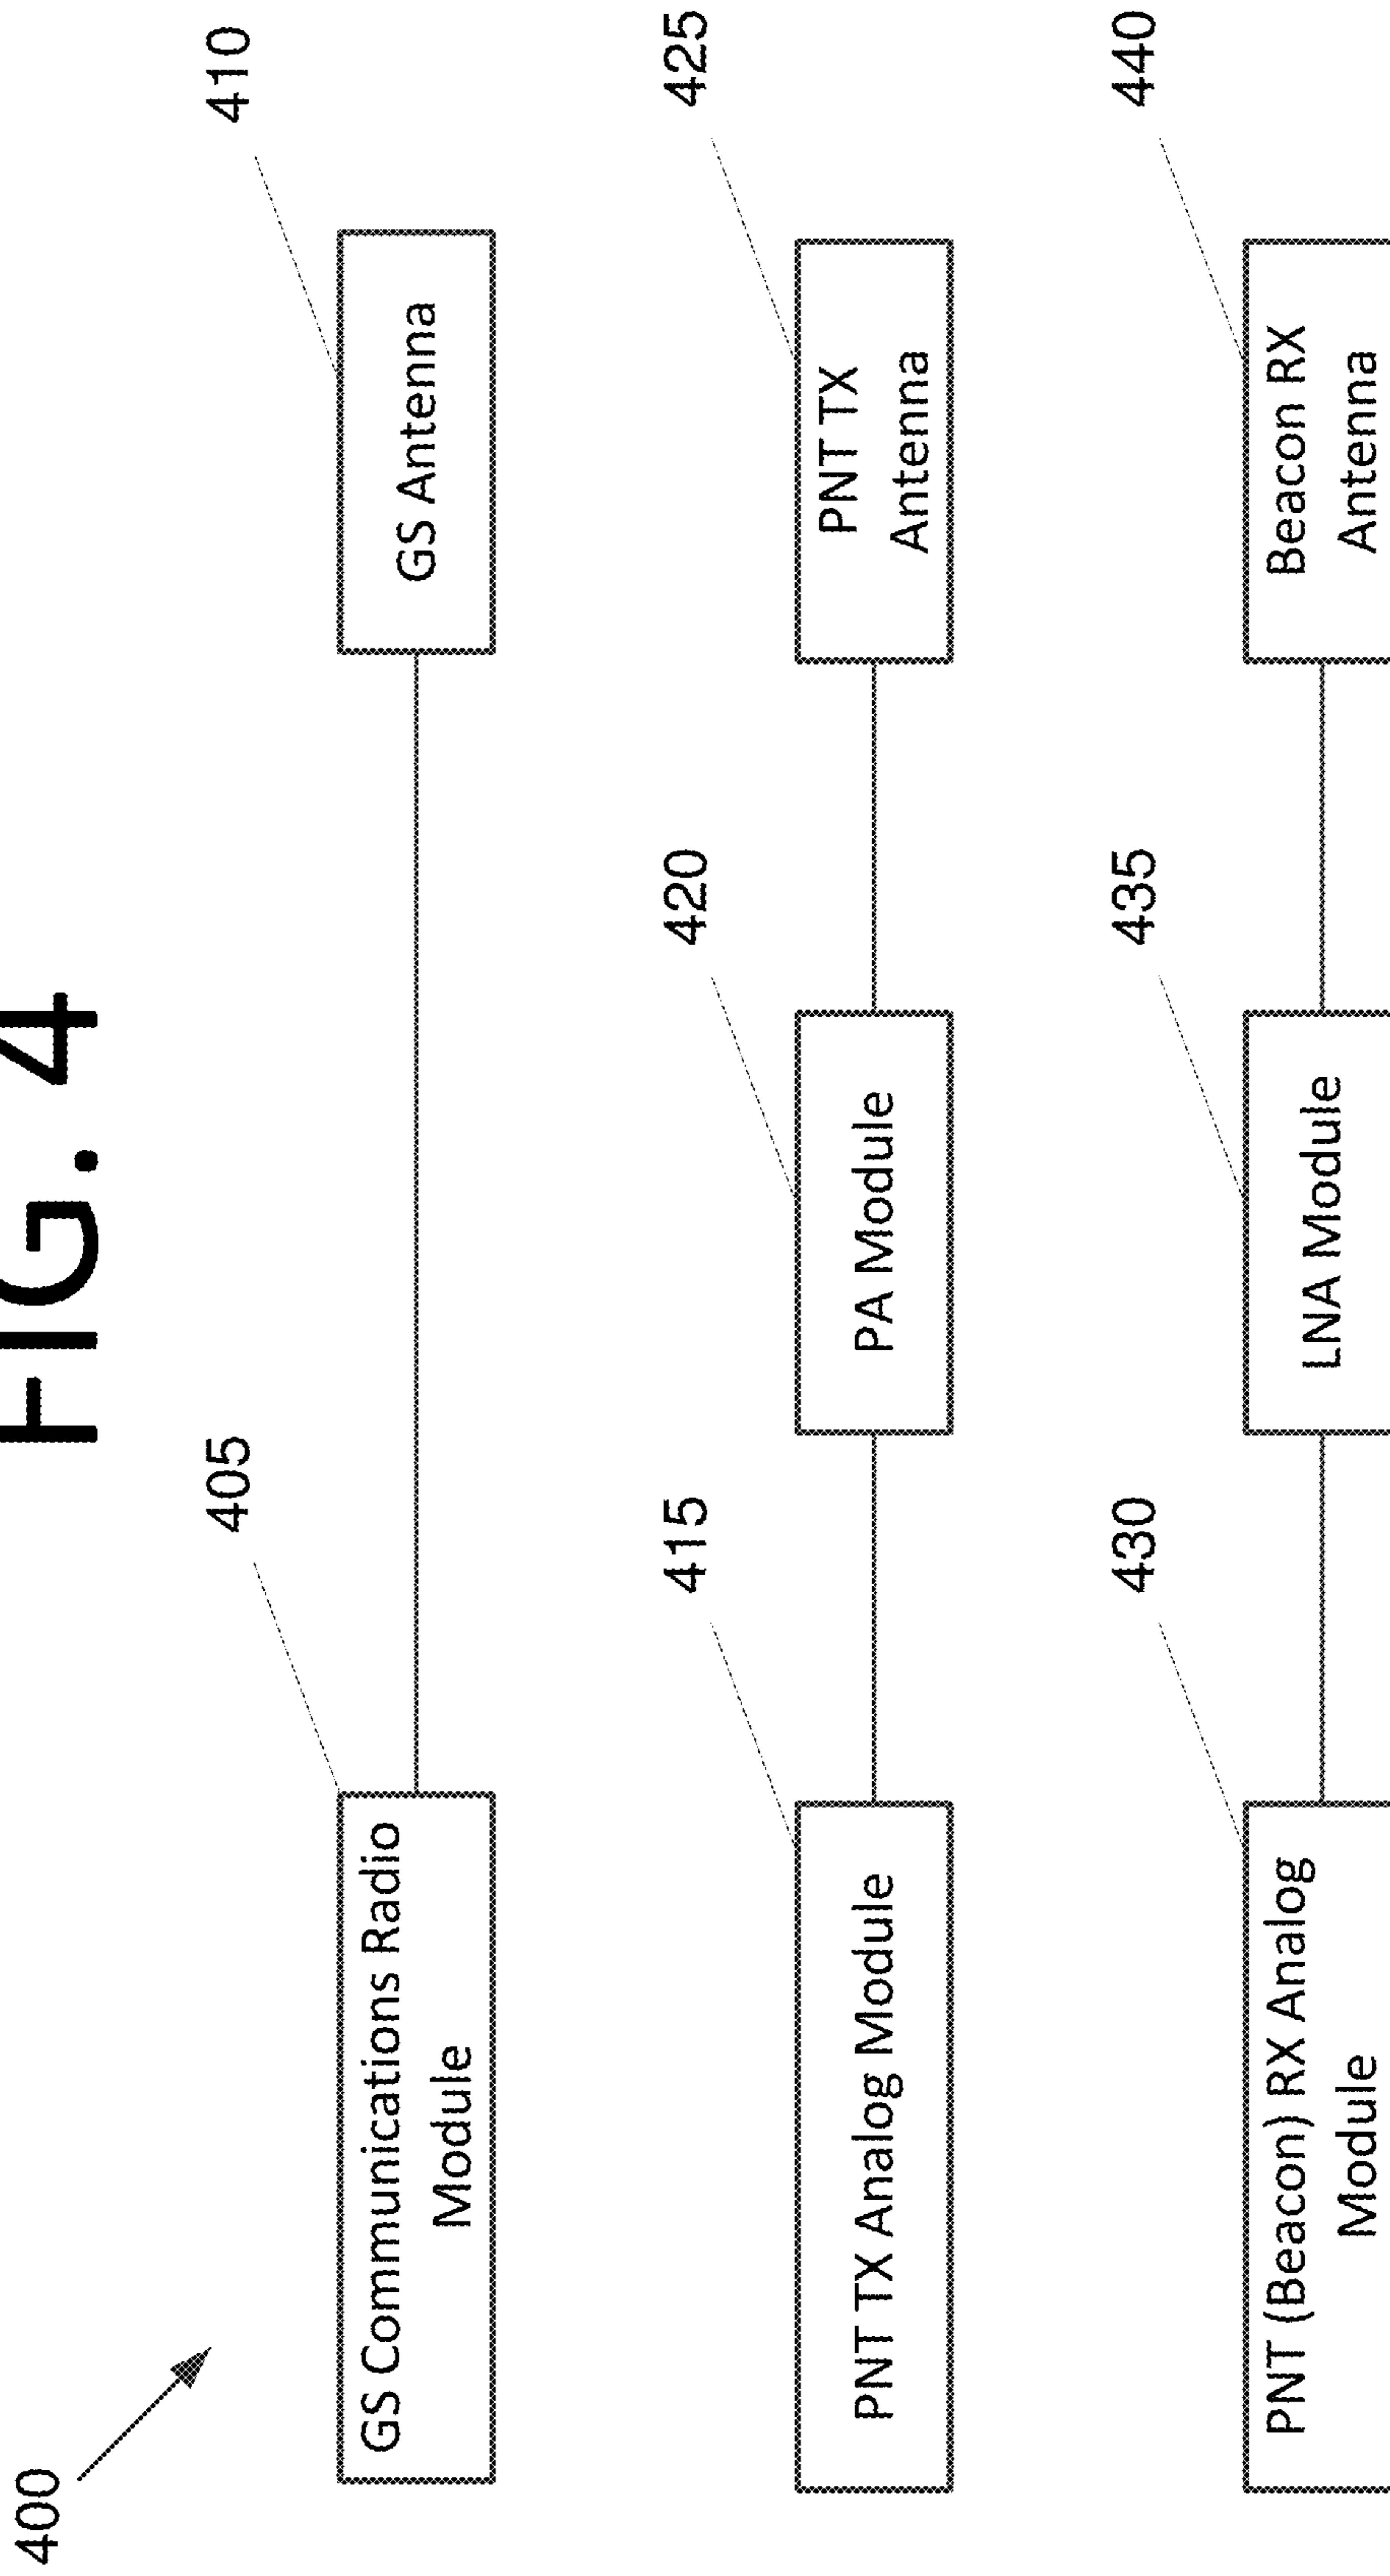 FIG. 4
400
405
410
GS Communications Radio
Module
GS Antenna
415
420
425
PNT TX Analog Module
PA Module
PNT TX
Antenna
430
435
440
PNT (Beacon) RX Analog
Module
LNA Module
Beacon RX
Antenna